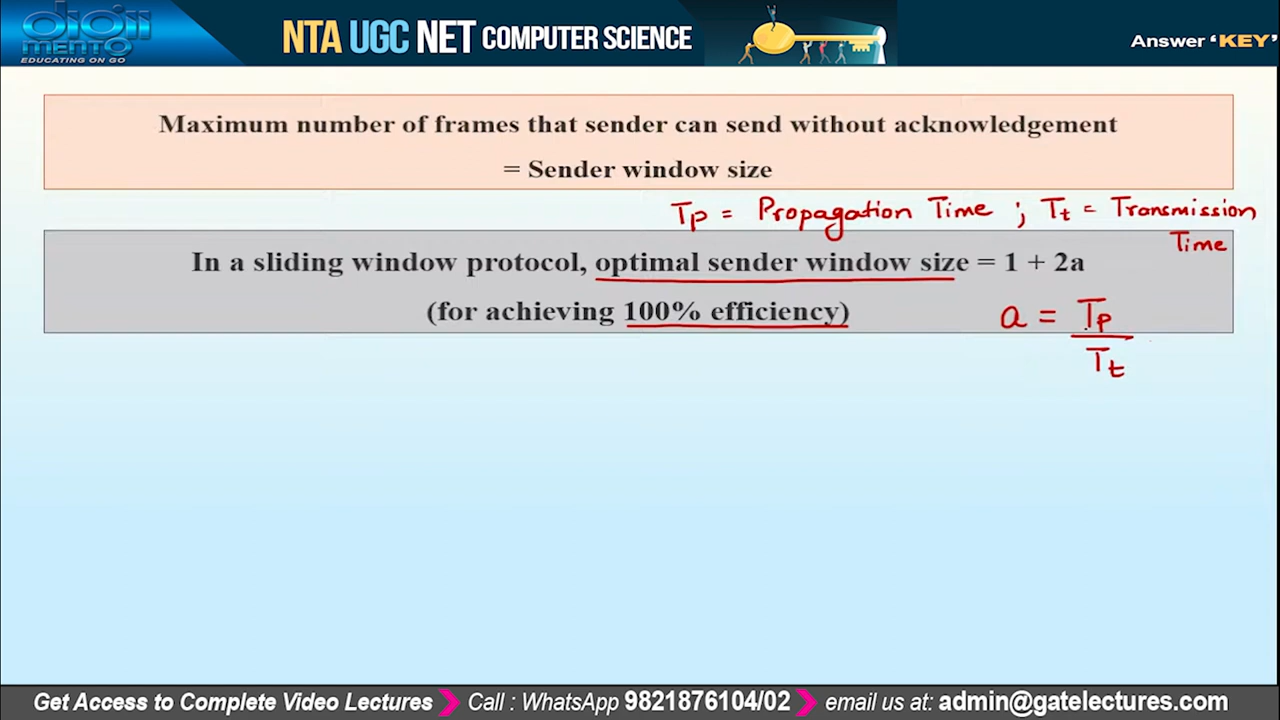 digii
MENTO
EDUCATING ON GO
NTA UGC NET COMPUTER SCIENCE
Answer ‘KEY’
Maximum number of frames that sender can send without acknowledgement
= Sender window size
Tp = Propagation Time ; Tt = Transmission
Time
In a sliding window protocol, optimal sender window size = 1 + 2a
(for achieving 100% efficiency)
a = Tp
Tt
Get Access to Complete Video Lectures Call : WhatsApp 9821876104/02 email us at: admin@gatelectures.com